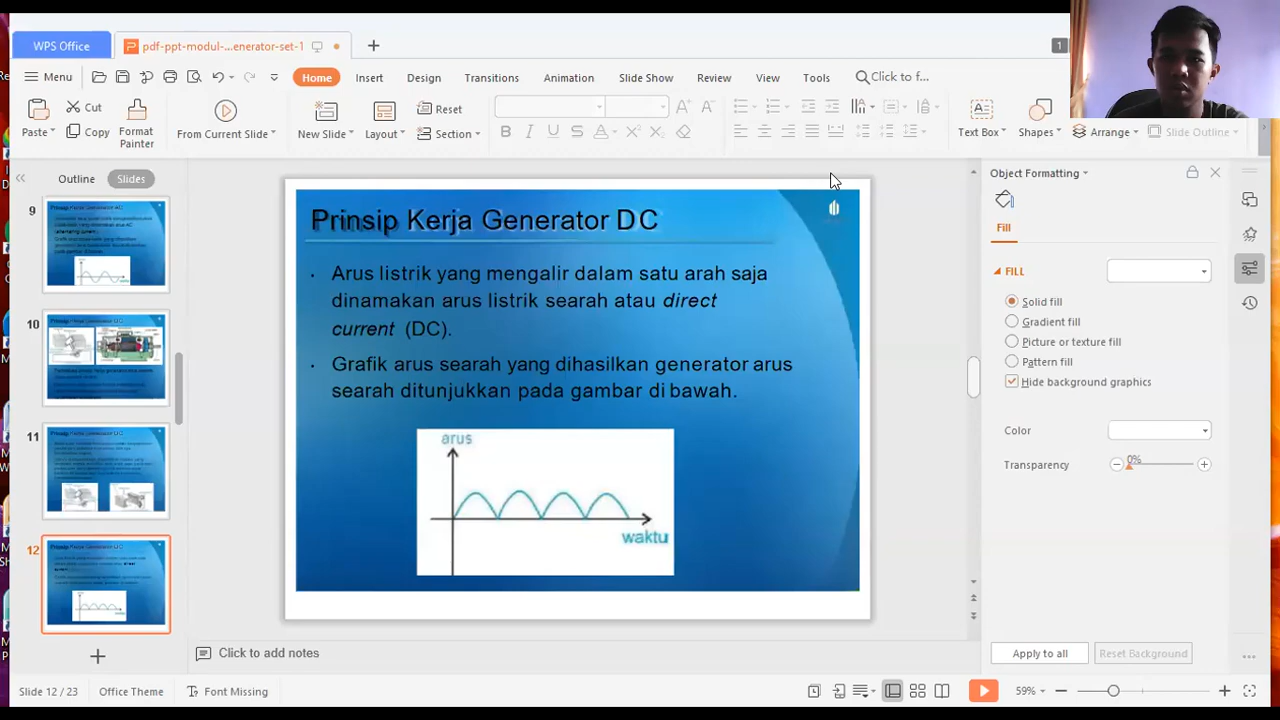 WPS Office
pdf-ppt-modul-...enerator-set-1
1
Menu
Home
Insert
Design
Transitions
Animation
Slide Show
Review
View
Tools
Click to f...
Paste
Cut
Copy
Format
Painter
From Current Slide
New Slide
Layout
Reset
Section
Text Box
Shapes
Arrange
Slide Outline
Outline
Slides
9
10
11
12
Prinsip Kerja Generator DC
Arus listrik yang mengalir dalam satu arah saja
dinamakan arus listrik searah atau direct
current (DC).
Grafik arus searah yang dihasilkan generator arus
searah ditunjukkan pada gambar di bawah.
arus
waktu
Object Formatting
Fill
FILL
Solid fill
Gradient fill
Picture or texture fill
Pattern fill
Hide background graphics
Color
Transparency
0%
Apply to all
Reset Background
Click to add notes
Slide 12 / 23
Office Theme
Font Missing
59%